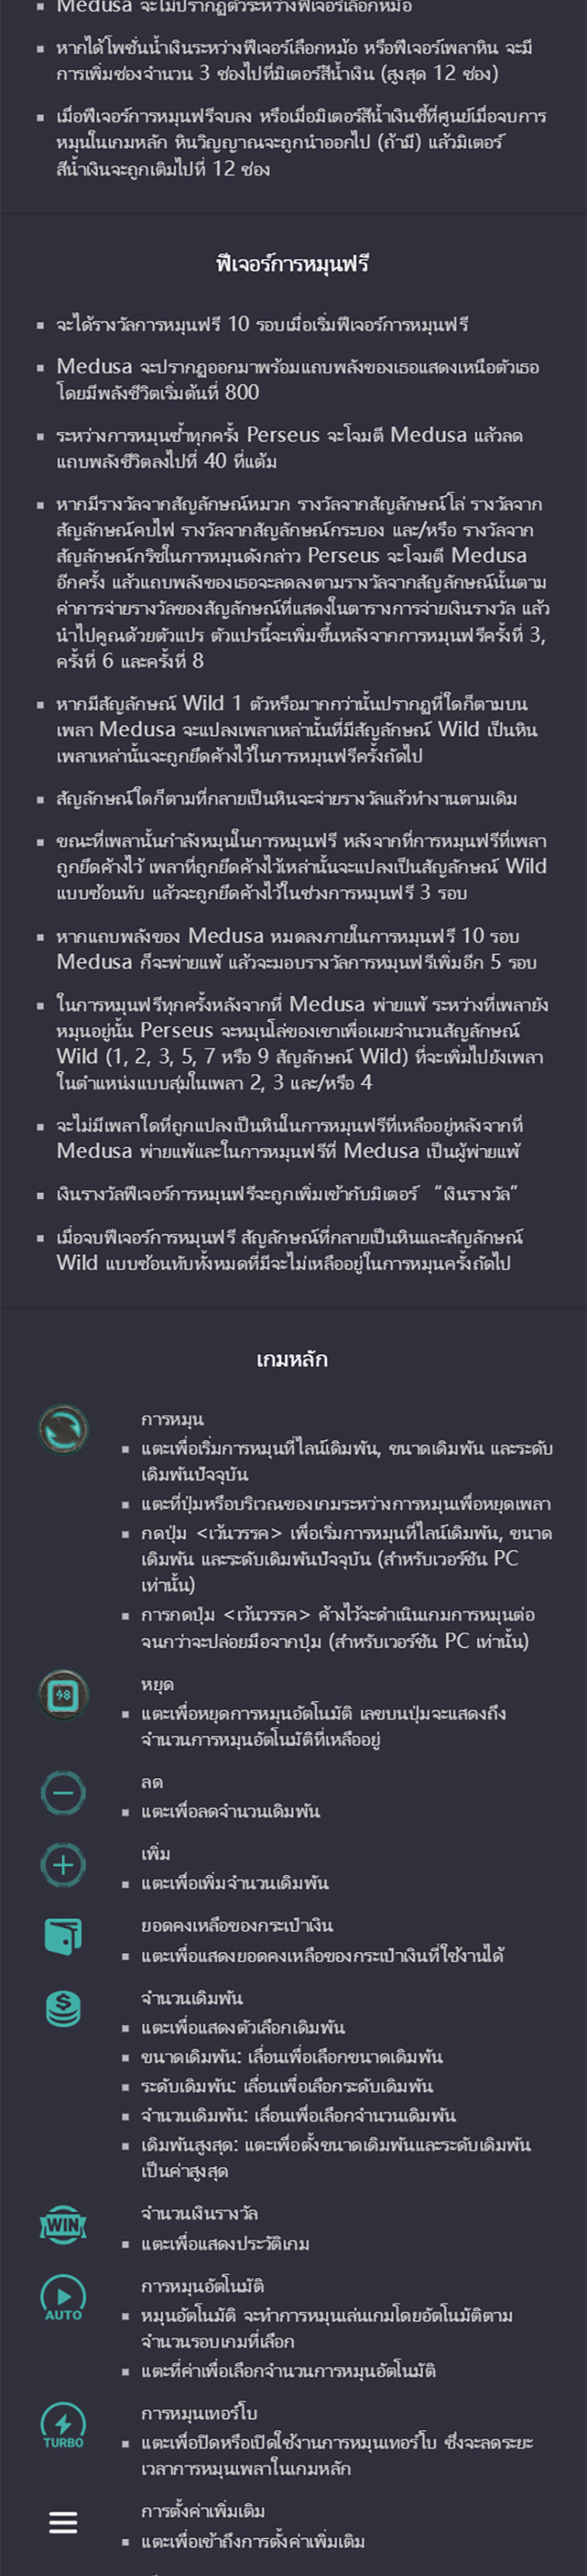 Medusa จะไม่ปรากฏตัวระหว่างฟีเจอร์เลือกหม้อ
หากได้โพชั่นน้ำเงินระหว่างฟีเจอร์เลือกหม้อ หรือฟีเจอร์เพลาหิน จะมี
การเพิ่มช่องจำนวน 3 ช่องไปที่มิเตอร์สีน้ำเงิน (สูงสุด 12 ช่อง)
เมื่อฟีเจอร์การหมุนฟรีจบลง หรือเมื่อมิเตอร์สีน้ำเงินชี้ที่ศูนย์เมื่อจบการ
หมุนในเกมหลัก หินวิญญาณจะถูกนำออกไป (ถ้ามี) แล้วมิเตอร์
สีน้ำเงินจะถูกเติมไปที่ 12 ช่อง
ฟีเจอร์การหมุนฟรี
จะได้รางวัลการหมุนฟรี 10 รอบเมื่อเริ่มฟีเจอร์การหมุนฟรี
Medusa จะปรากฏออกมาพร้อมแถบพลังของเธอแสดงเหนือตัวเธอ
โดยมีพลังชีวิตเริ่มต้นที่ 800
ระหว่างการหมุนซ้ำทุกครั้ง Perseus จะโจมตี Medusa แล้วลด
แถบพลังชีวิตลงไปที่ 40 ที่แต้ม
หากมีรางวัลจากสัญลักษณ์หมวก รางวัลจากสัญลักษณ์โล่ รางวัลจาก
สัญลักษณ์คบไฟ รางวัลจากสัญลักษณ์กระบอง และ/หรือ รางวัลจาก
สัญลักษณ์กริชในการหมุนดังกล่าว Perseus จะโจมตี Medusa
อีกครั้ง แล้วแถบพลังของเธอจะลดลงตามรางวัลจากสัญลักษณ์นั้นตาม
ค่าการจ่ายรางวัลของสัญลักษณ์ที่แสดงในตารางการจ่ายเงินรางวัล แล้ว
นำไปคูณด้วยตัวแปร ตัวแปรนี้จะเพิ่มขึ้นหลังจากการหมุนฟรีครั้งที่ 3,
ครั้งที่ 6 และครั้งที่ 8
หากมีสัญลักษณ์ Wild 1 ตัวหรือมากกว่านั้นปรากฏที่ใดก็ตามบน
เพลา Medusa จะแปลงเพลาเหล่านั้นที่มีสัญลักษณ์ Wild เป็นหิน
เพลาเหล่านั้นจะถูกยึดค้างไว้ในการหมุนฟรีครั้งถัดไป
สัญลักษณ์ใดก็ตามที่กลายเป็นหินจะจ่ายรางวัลแล้วทำงานตามเดิม
ขณะที่เพลานั้นกำลังหมุนในการหมุนฟรี หลังจากที่การหมุนฟรีที่เพลา
ถูกยึดค้างไว้ เพลาที่ถูกยึดค้างไว้เหล่านั้นจะแปลงเป็นสัญลักษณ์ Wild
แบบซ้อนทับ แล้วจะถูกยึดค้างไว้ในช่วงการหมุนฟรี 3 รอบ
หากแถบพลังของ Medusa หมดลงภายในการหมุนฟรี 10 รอบ
Medusa ก็จะพ่ายแพ้ แล้วจะมอบรางวัลการหมุนฟรีเพิ่มอีก 5 รอบ
ในการหมุนฟรีทุกครั้งหลังจากที่ Medusa พ่ายแพ้ ระหว่างที่เพลายัง
หมุนอยู่นั้น Perseus จะหมุนโล่ของเขาเพื่อเผยจำนวนสัญลักษณ์
Wild (1, 2, 3, 5, 7 หรือ 9 สัญลักษณ์ Wild) ที่จะเพิ่มไปยังเพลา
ในตำแหน่งแบบสุ่มในเพลา 2, 3 และ/หรือ 4
จะไม่มีเพลาใดที่ถูกแปลงเป็นหินในการหมุนฟรีที่เหลืออยู่หลังจากที่
Medusa พ่ายแพ้และในการหมุนฟรีที่ Medusa เป็นผู้พ่ายแพ้
เงินรางวัลฟีเจอร์การหมุนฟรีจะถูกเพิ่มเข้ากับมิเตอร์ “เงินรางวัล”
เมื่อจบฟีเจอร์การหมุนฟรี สัญลักษณ์ที่กลายเป็นหินและสัญลักษณ์
Wild แบบซ้อนทับทั้งหมดที่มีจะไม่เหลืออยู่ในการหมุนครั้งถัดไป
เกมหลัก
การหมุน
แตะเพื่อเริ่มการหมุนที่ไลน์เดิมพัน, ขนาดเดิมพัน และระดับ
เดิมพันปัจจุบัน
แตะที่ปุ่มหรือบริเวณของเกมระหว่างการหมุนเพื่อหยุดเพลา
กดปุ่ม <เว้นวรรค> เพื่อเริ่มการหมุนที่ไลน์เดิมพัน, ขนาด
เดิมพัน และระดับเดิมพันปัจจุบัน (สำหรับเวอร์ชัน PC
เท่านั้น)
การกดปุ่ม <เว้นวรรค> ค้างไว้จะดำเนินเกมการหมุนต่อ
จนกว่าจะปล่อยมือจากปุ่ม (สำหรับเวอร์ชัน PC เท่านั้น)
48
หยุด
แตะเพื่อหยุดการหมุนอัตโนมัติ เลขบนปุ่มจะแสดงถึง
จำนวนการหมุนอัตโนมัติที่เหลืออยู่
ลด
แตะเพื่อลดจำนวนเดิมพัน
เพิ่ม
แตะเพื่อเพิ่มจำนวนเดิมพัน
ยอดคงเหลือของกระเป๋าเงิน
แตะเพื่อแสดงยอดคงเหลือของกระเป๋าเงินที่ใช้งานได้
จำนวนเดิมพัน
แตะเพื่อแสดงตัวเลือกเดิมพัน
ขนาดเดิมพัน: เลื่อนเพื่อเลือกขนาดเดิมพัน
ระดับเดิมพัน: เลื่อนเพื่อเลือกระดับเดิมพัน
จำนวนเดิมพัน: เลื่อนเพื่อเลือกจำนวนเดิมพัน
เดิมพันสูงสุด: แตะเพื่อตั้งขนาดเดิมพันและระดับเดิมพัน
เป็นค่าสูงสุด
WIN
จำนวนเงินรางวัล
แตะเพื่อแสดงประวัติเกม
AUTO
การหมุนอัตโนมัติ
หมุนอัตโนมัติ จะทำการหมุนเล่นเกมโดยอัตโนมัติตาม
จำนวนรอบเกมที่เลือก
แตะที่ค่าเพื่อเลือกจำนวนการหมุนอัตโนมัติ
TURBO
การหมุนเทอร์โบ
แตะเพื่อปิดหรือเปิดใช้งานการหมุนเทอร์โบ ซึ่งจะลดระยะ
เวลาการหมุนเพลาในเกมหลัก
การตั้งค่าเพิ่มเติม
แตะเพื่อเข้าถึงการตั้งค่าเพิ่มเติม